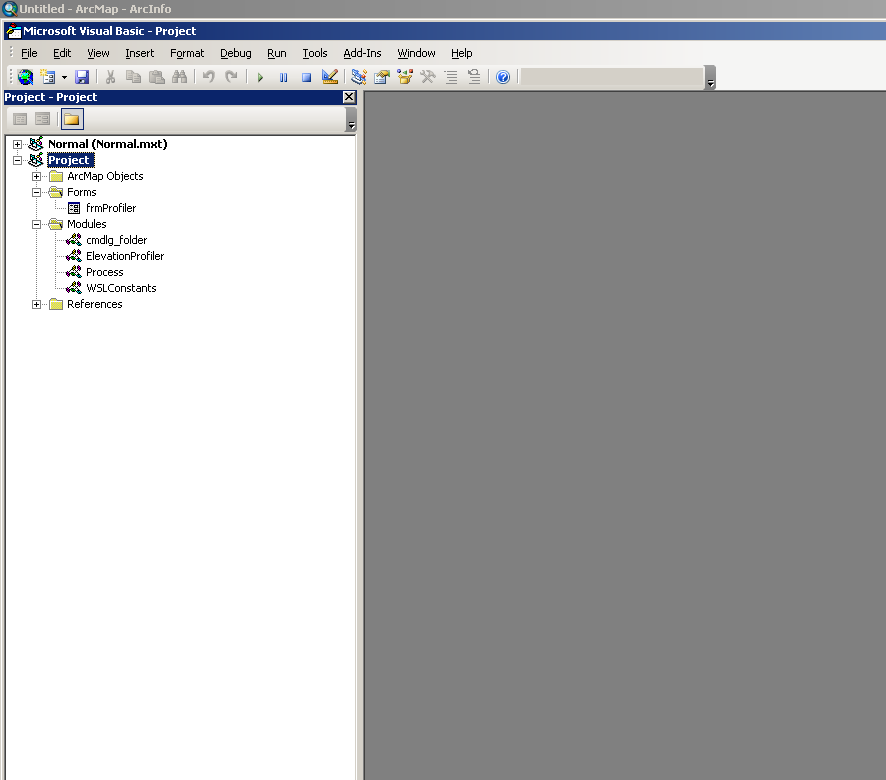 Untitled - ArcMap - ArcInfo
Microsoft Visual Basic - Project
File Edit View Insert Format Debug Run Tools Add-Ins Window Help
Project - Project
Normal (Normal.mxt)
Project
ArcMap Objects
Forms
frmProfiler
Modules
cmdlg_folder
ElevationProfiler
Process
WSLConstants
References